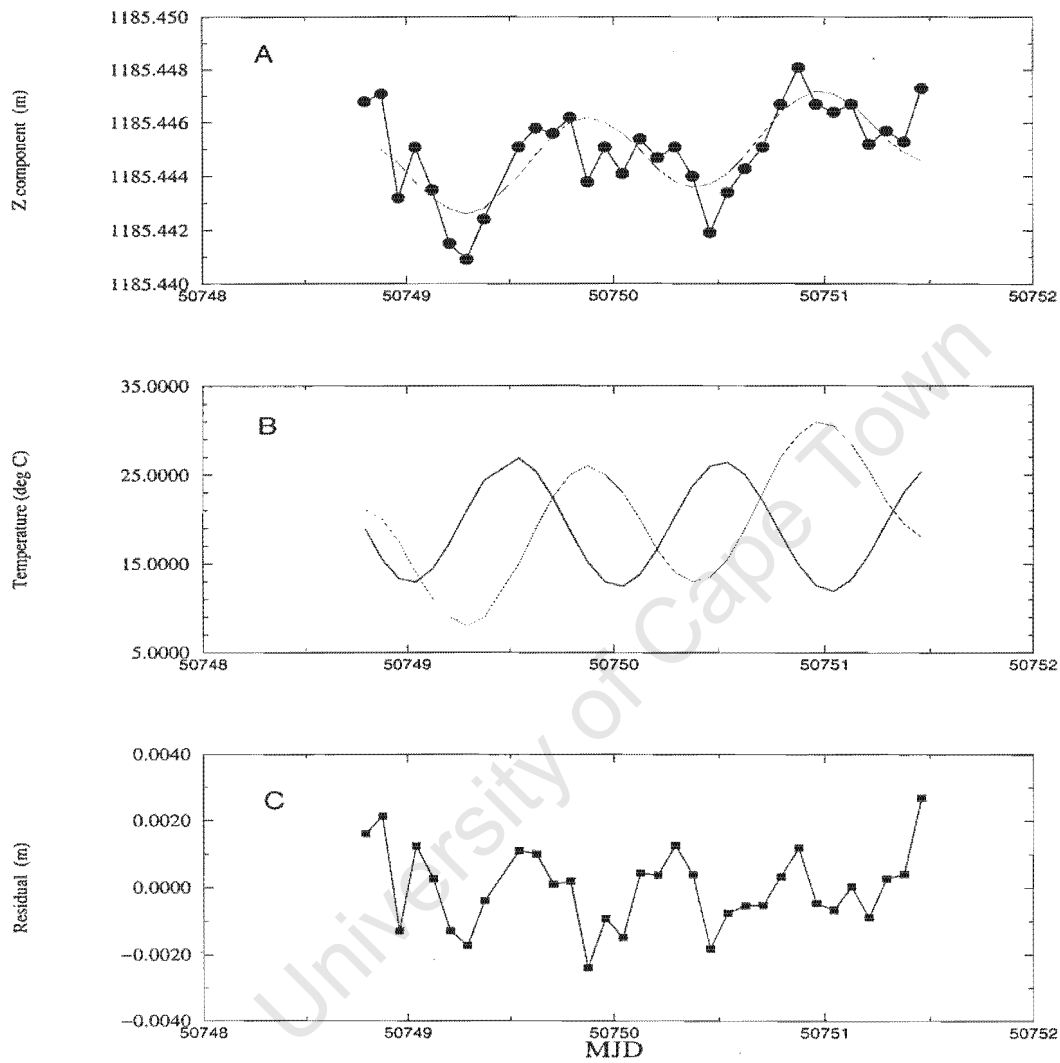 1185.450
1185.448
1185.446
1185.444
1185.442
1185.440
Z component (m)
A
50748 50749 50750 50751 50752
35.0000
25.0000
15.0000
5.0000
Temperature (deg C)
B
50748 50749 50750 50751 50752
0.0040
0.0020
0.0000
−0.0020
−0.0040
Residual (m)
C
50748 50749 50750 50751 50752
MJD
University of Cape Town